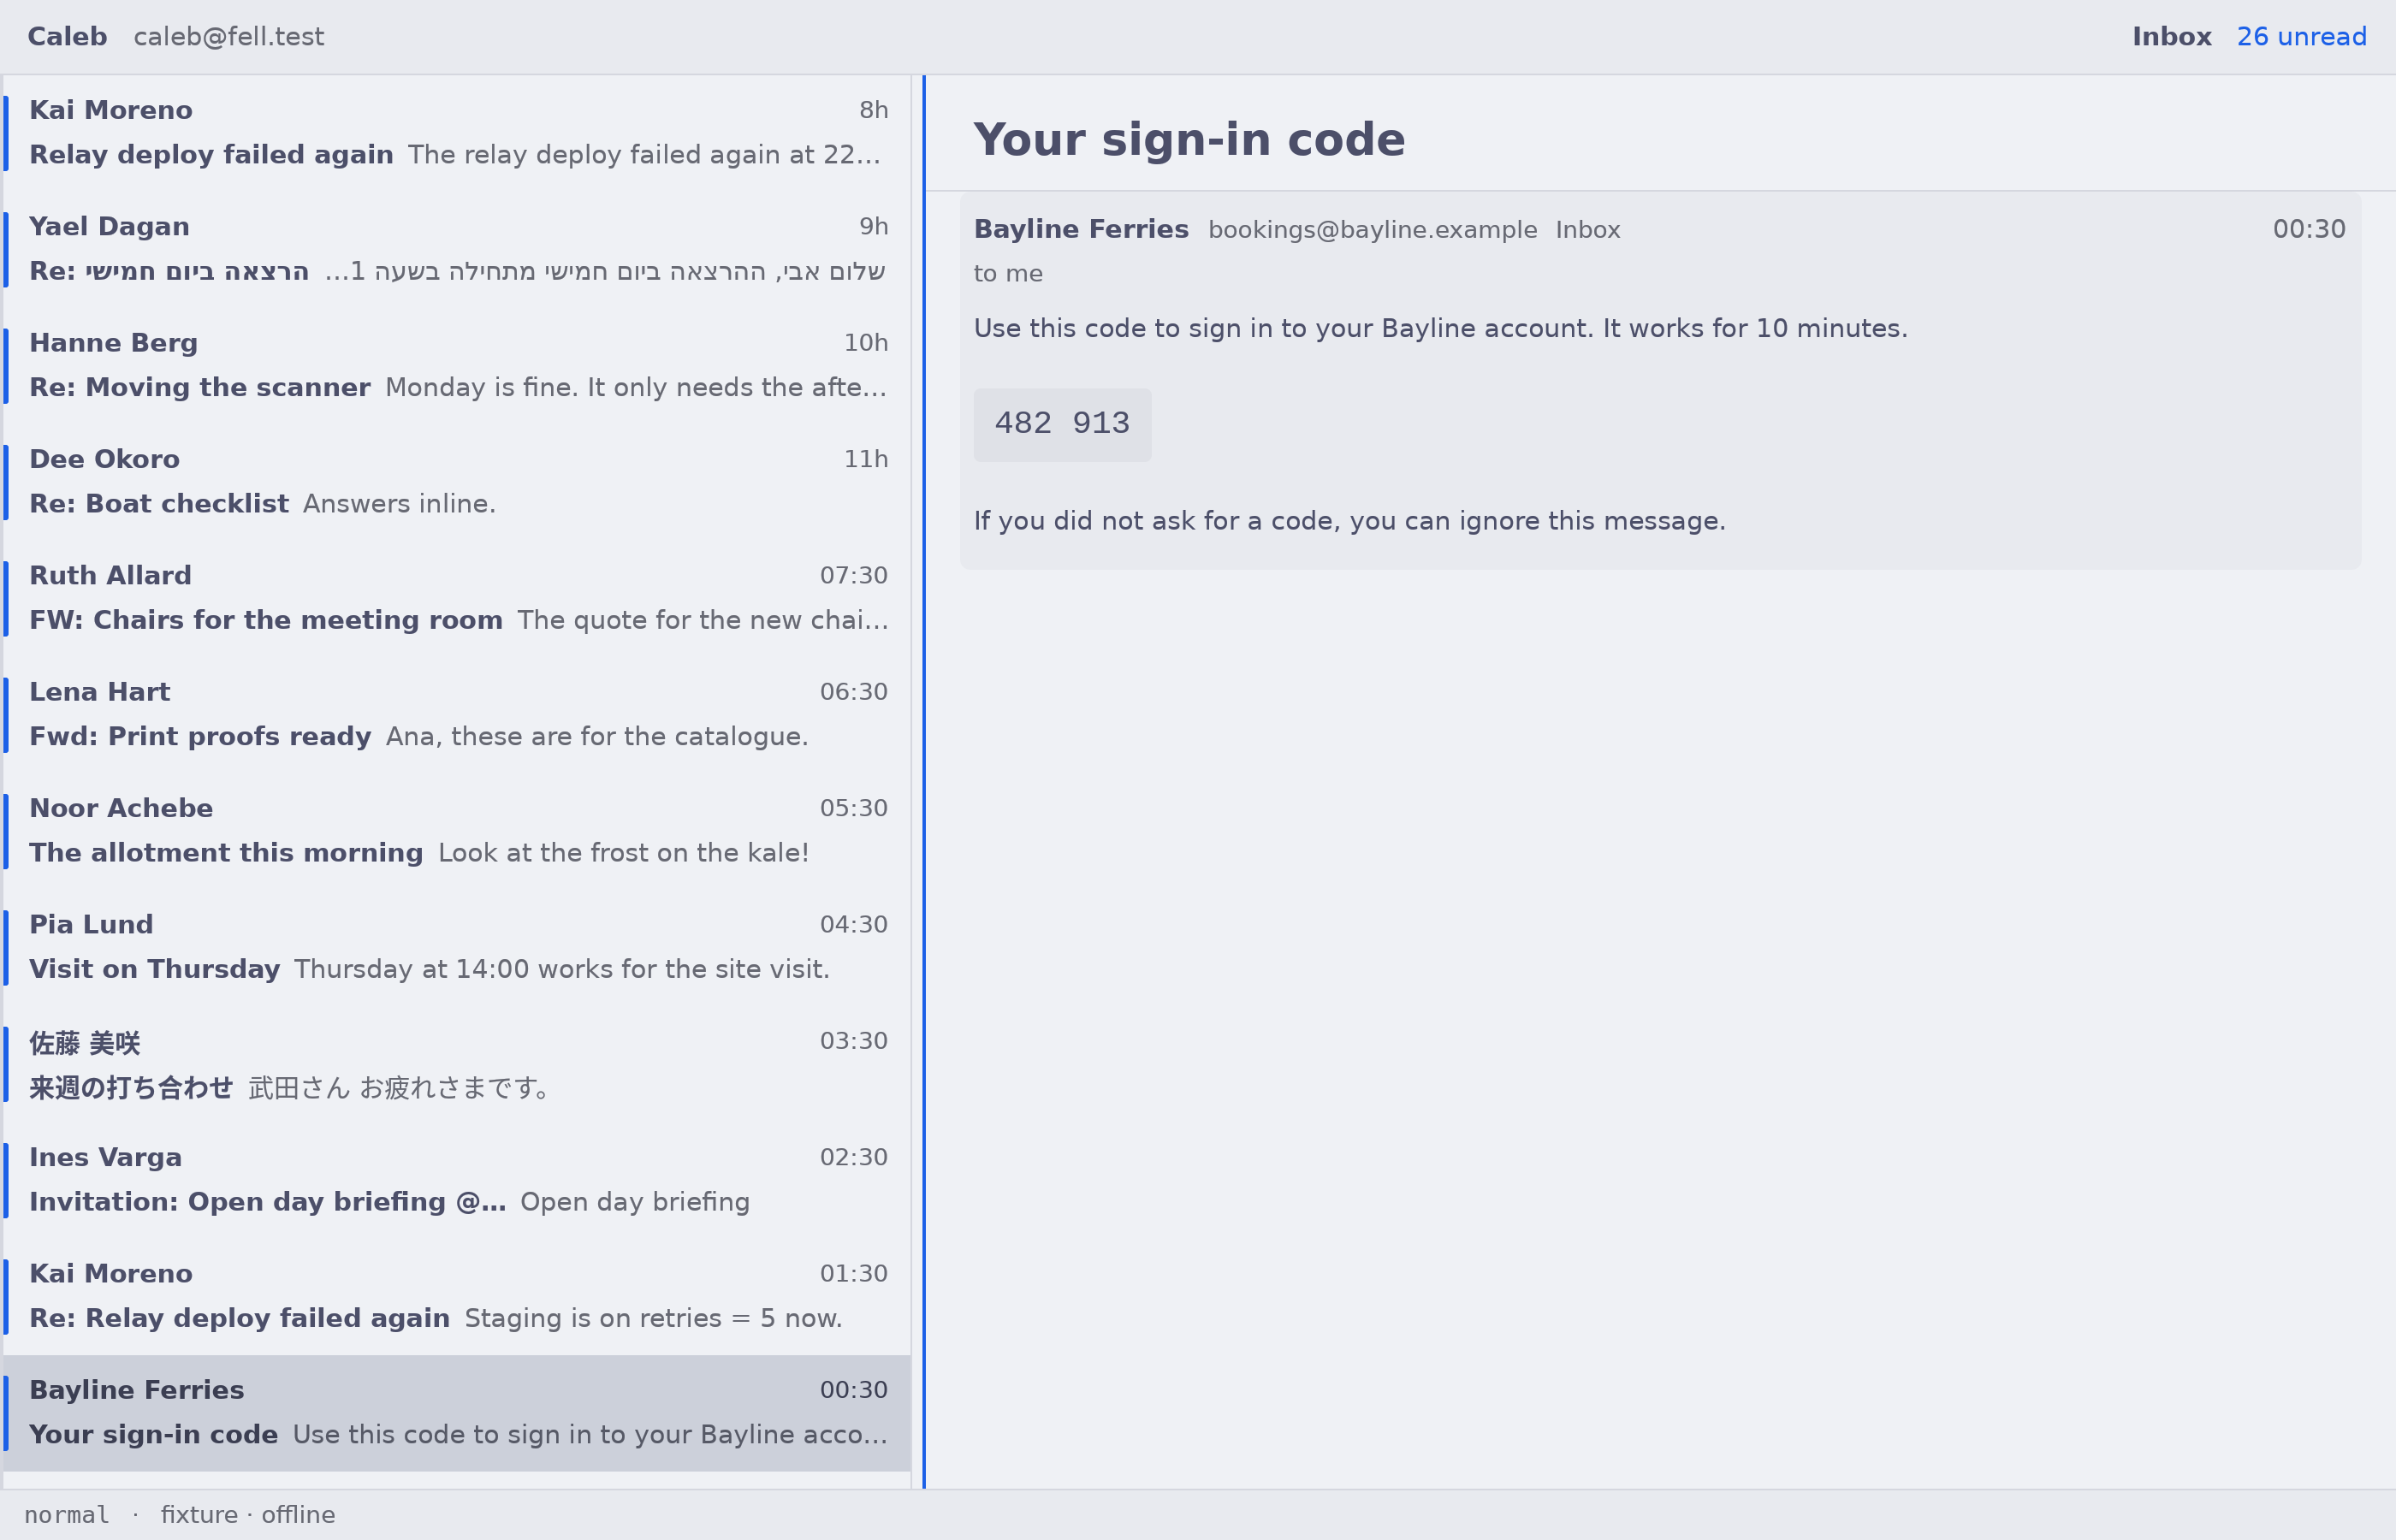 Caleb caleb@fell.test
Inbox 26 unread
Kai Moreno 8h
Relay deploy failed again The relay deploy failed again at 22…
Yael Dagan 9h
Re: הרצאה ביום חמישי שלום אבי, ההרצאה ביום חמישי מתחילה בשעה 1…
Hanne Berg 10h
Re: Moving the scanner Monday is fine. It only needs the afte…
Dee Okoro 11h
Re: Boat checklist Answers inline.
Ruth Allard 07:30
FW: Chairs for the meeting room The quote for the new chai…
Lena Hart 06:30
Fwd: Print proofs ready Ana, these are for the catalogue.
Noor Achebe 05:30
The allotment this morning Look at the frost on the kale!
Pia Lund 04:30
Visit on Thursday Thursday at 14:00 works for the site visit.
佐藤 美咲 03:30
来週の打ち合わせ 武田さん お疲れさまです。
Ines Varga 02:30
Invitation: Open day briefing @… Open day briefing
Kai Moreno 01:30
Re: Relay deploy failed again Staging is on retries = 5 now.
Bayline Ferries 00:30
Your sign-in code Use this code to sign in to your Bayline acco…
Your sign-in code
Bayline Ferries bookings@bayline.example Inbox 00:30
to me
Use this code to sign in to your Bayline account. It works for 10 minutes.
482 913
If you did not ask for a code, you can ignore this message.
normal · fixture · offline